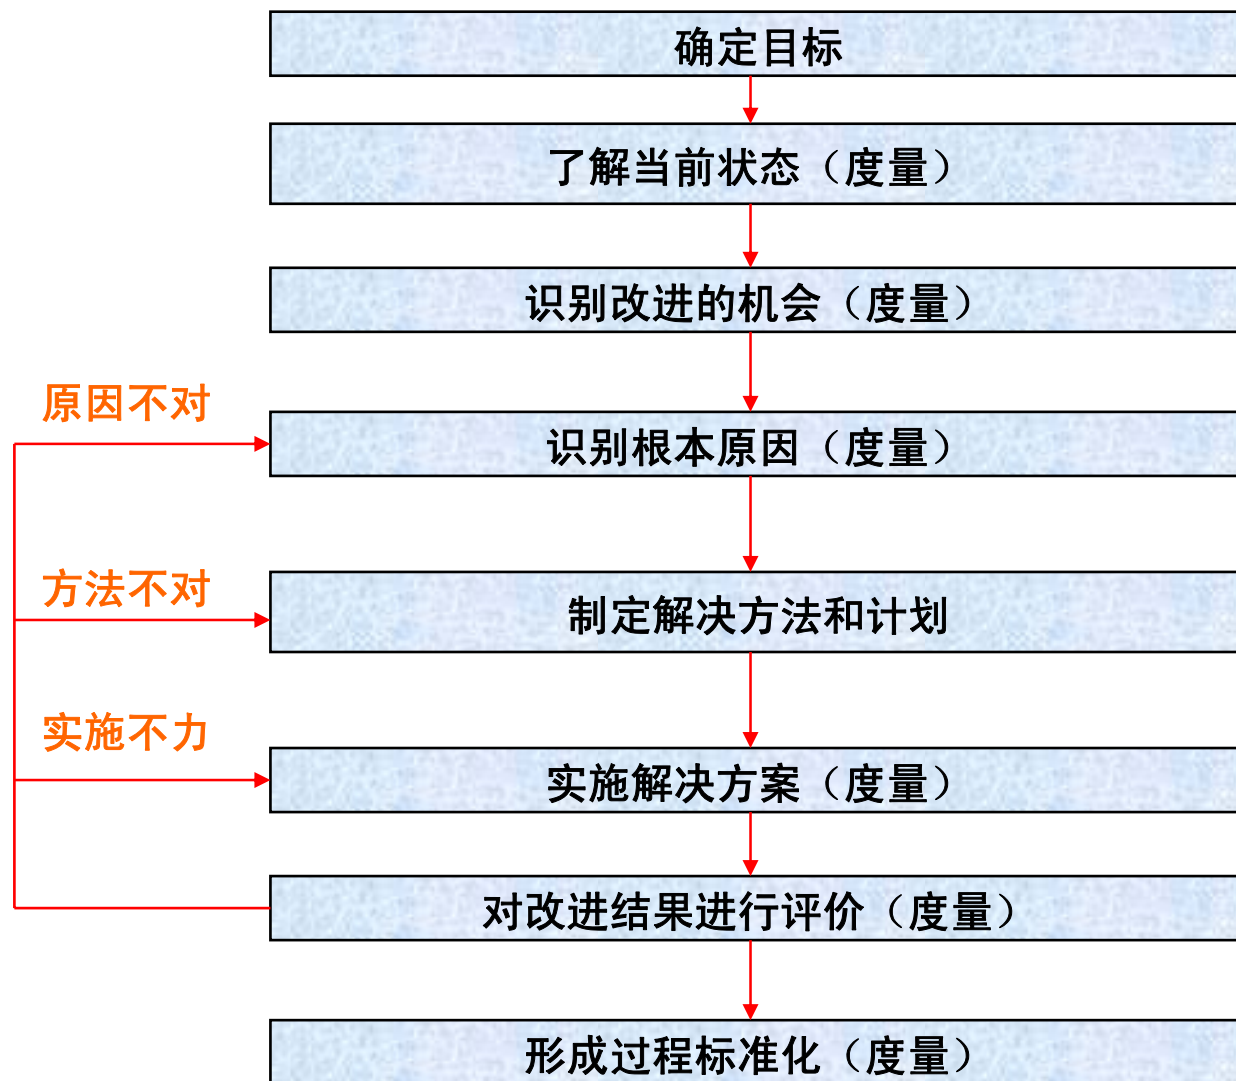 确定目标
了解当前状态（度量）
识别改进的机会（度量）
原因不对
识别根本原因（度量）
方法不对
制定解决方法和计划
实施不力
实施解决方案（度量）
对改进结果进行评价（度量）
形成过程标准化（度量）